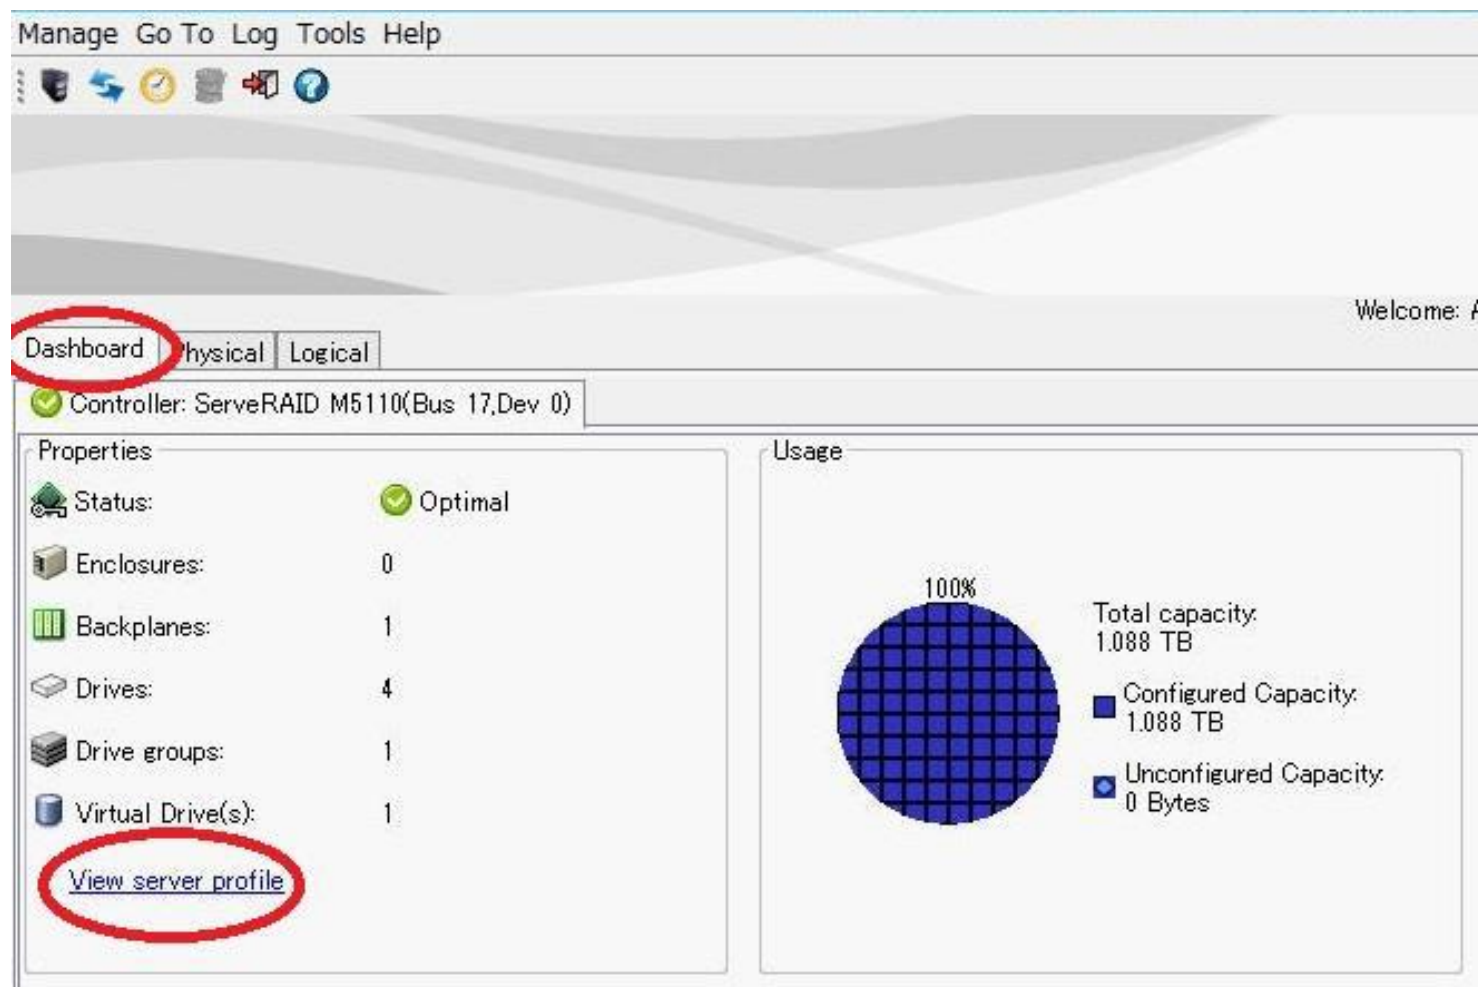 Manage Go To Log Tools Help
Welcome:
Dashboard Physical Logical
Controller: ServeRAID M5110(Bus 17,Dev 0)
Properties
Status: Optimal
Enclosures: 0
Backplanes: 1
Drives: 4
Drive groups: 1
Virtual Drive(s): 1
View server profile
Usage
100%
Total capacity:
1.088 TB
Configured Capacity:
1.088 TB
Unconfigured Capacity:
0 Bytes